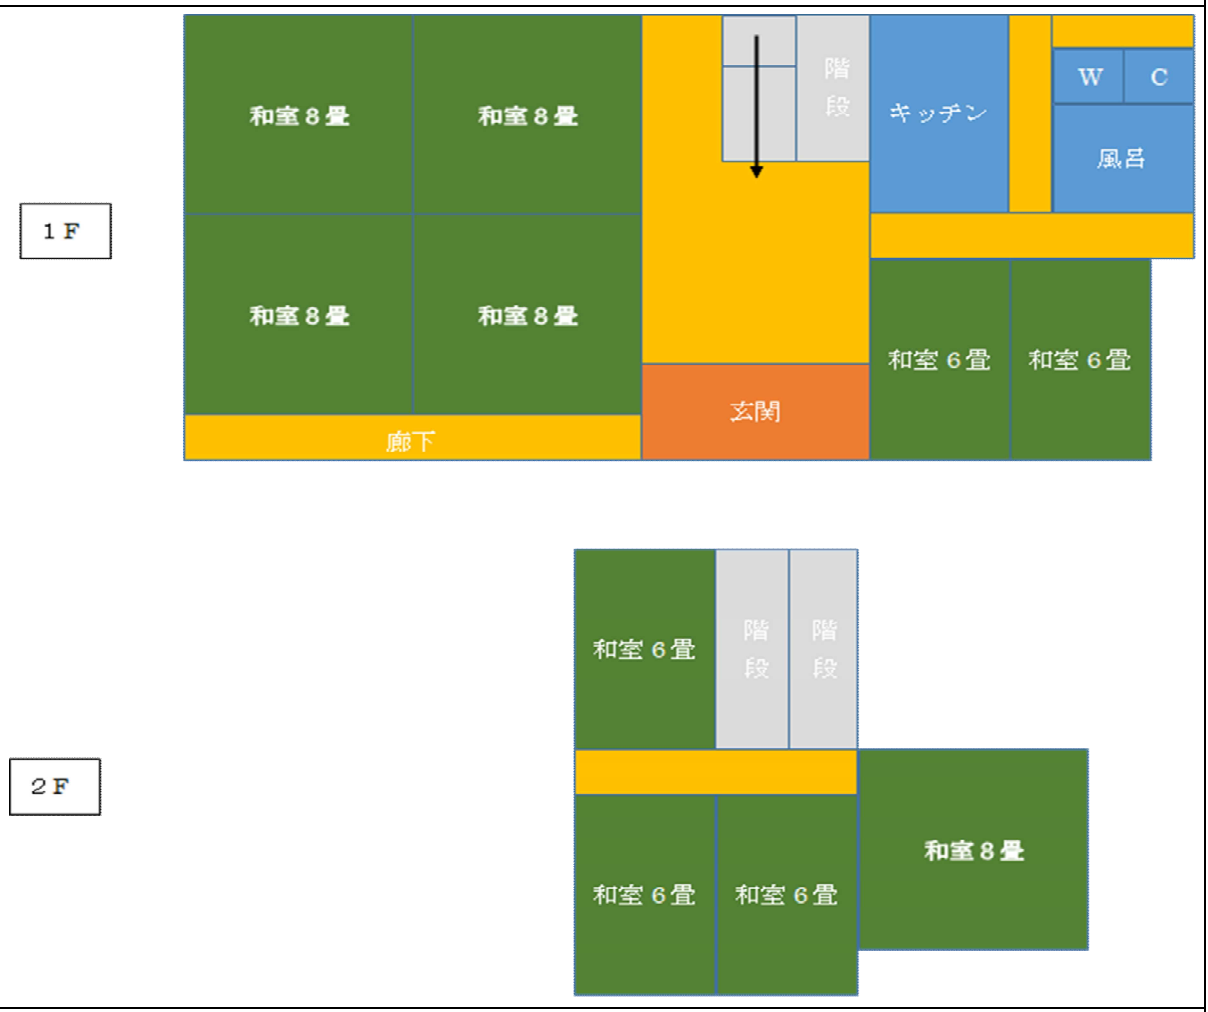 1F
和室8畳
和室8畳
階段
キッチン
W C
風呂
和室8畳
和室8畳
和室6畳
和室6畳
玄関
廊下
2F
和室6畳
階段
階段
和室8畳
和室6畳
和室6畳